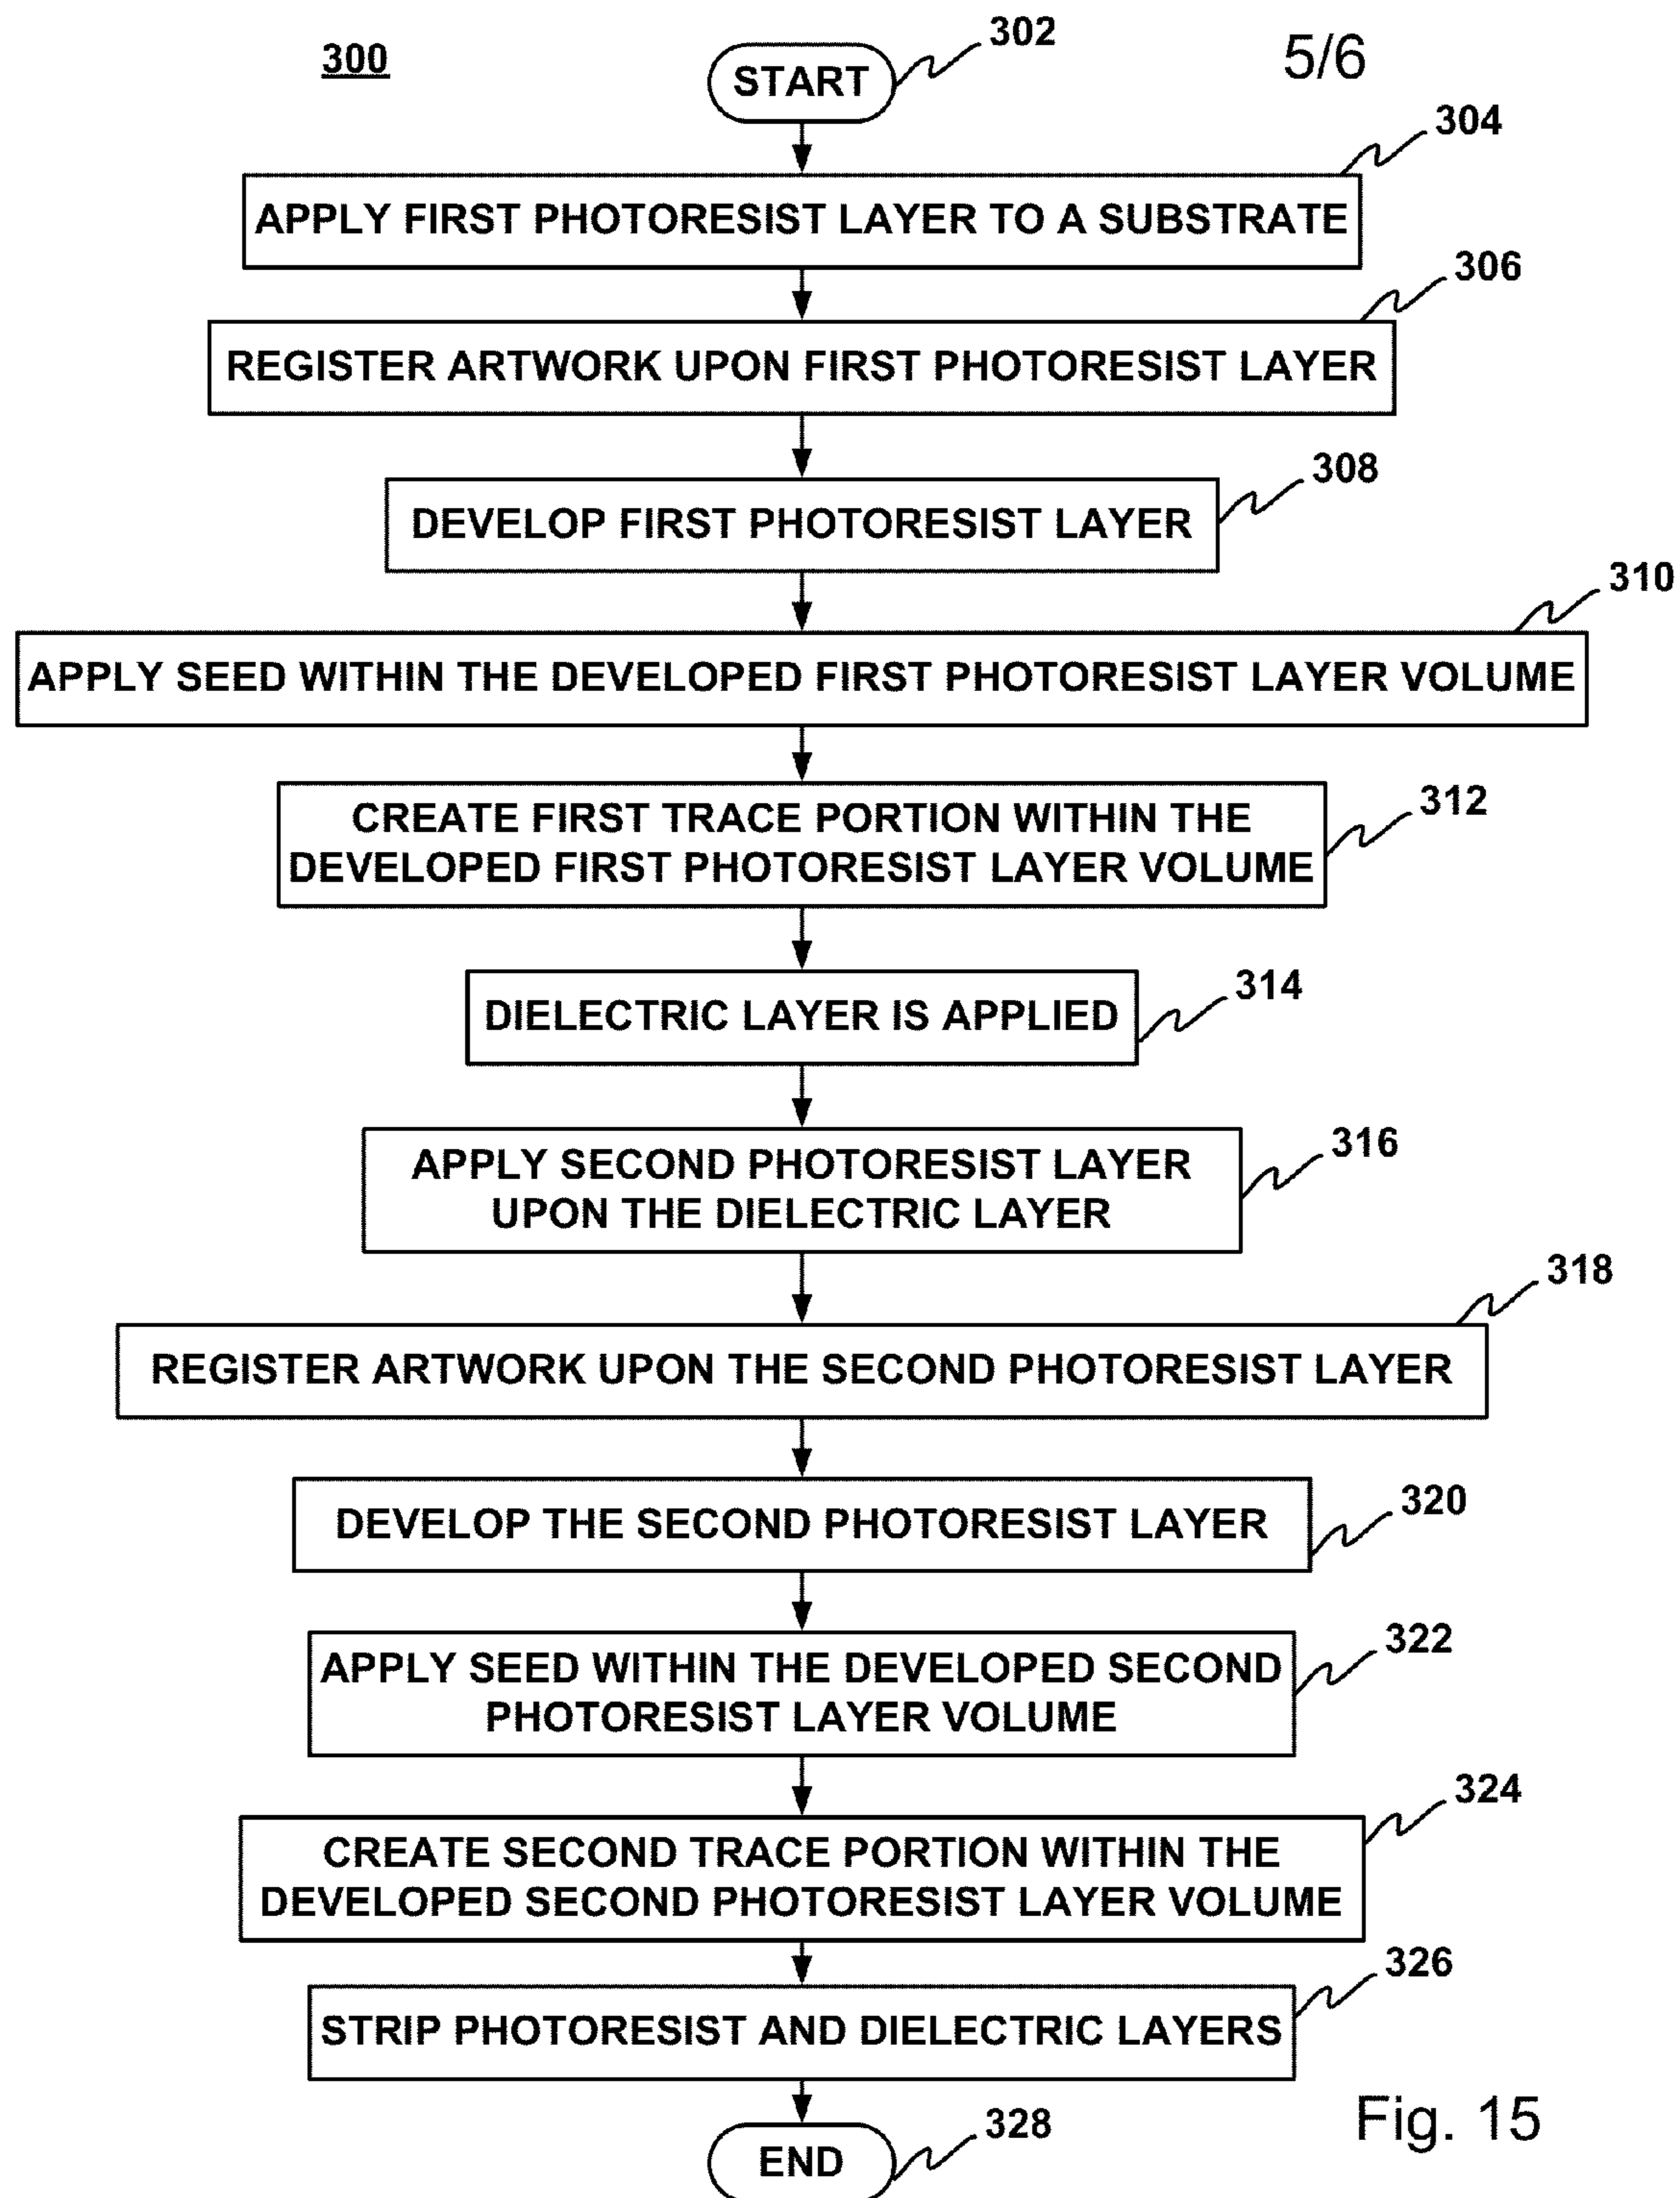 300
START
302
5/6
304
APPLY FIRST PHOTORESIST LAYER TO A SUBSTRATE
306
REGISTER ARTWORK UPON FIRST PHOTORESIST LAYER
308
DEVELOP FIRST PHOTORESIST LAYER
310
APPLY SEED WITHIN THE DEVELOPED FIRST PHOTORESIST LAYER VOLUME
312
CREATE FIRST TRACE PORTION WITHIN THE
DEVELOPED FIRST PHOTORESIST LAYER VOLUME
314
DIELECTRIC LAYER IS APPLIED
316
APPLY SECOND PHOTORESIST LAYER
UPON THE DIELECTRIC LAYER
318
REGISTER ARTWORK UPON THE SECOND PHOTORESIST LAYER
320
DEVELOP THE SECOND PHOTORESIST LAYER
322
APPLY SEED WITHIN THE DEVELOPED SECOND
PHOTORESIST LAYER VOLUME
324
CREATE SECOND TRACE PORTION WITHIN THE
DEVELOPED SECOND PHOTORESIST LAYER VOLUME
326
STRIP PHOTORESIST AND DIELECTRIC LAYERS
328
END
Fig. 15